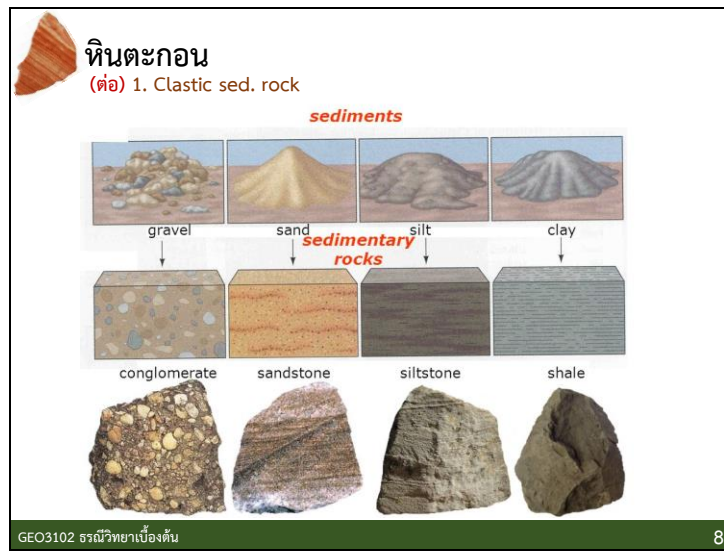 หินตะกอน
(ต่อ) 1. Clastic sed. rock
sediments
gravel sand silt clay
sedimentary
rocks
conglomerate sandstone siltstone shale
GEO3102 ธรณีวิทยาเบื้องต้น 8